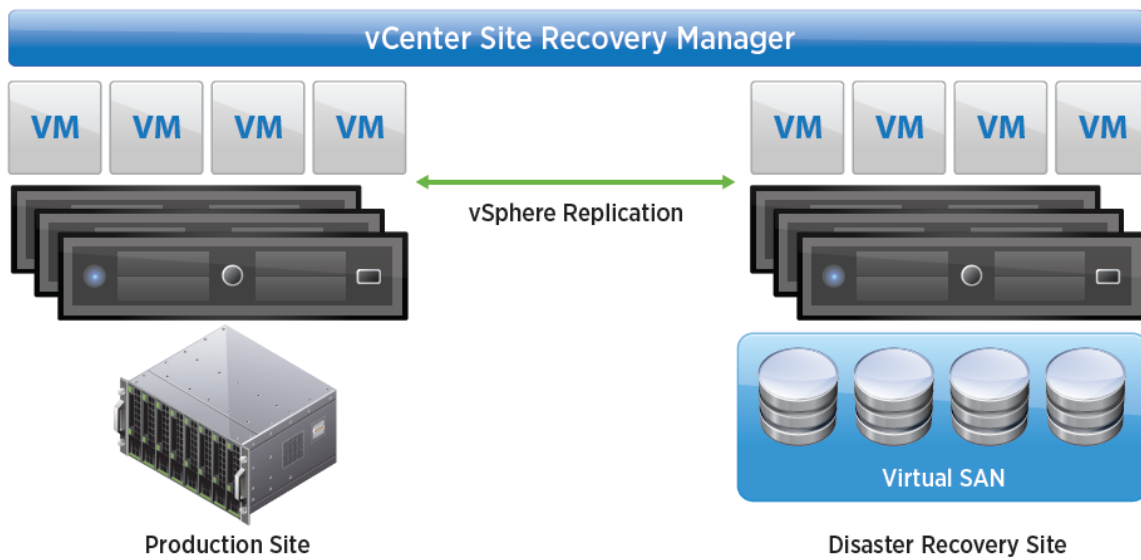 vCenter Site Recovery Manager
VM VM VM VM VM VM VM VM
vSphere Replication
Virtual SAN
Production Site Disaster Recovery Site